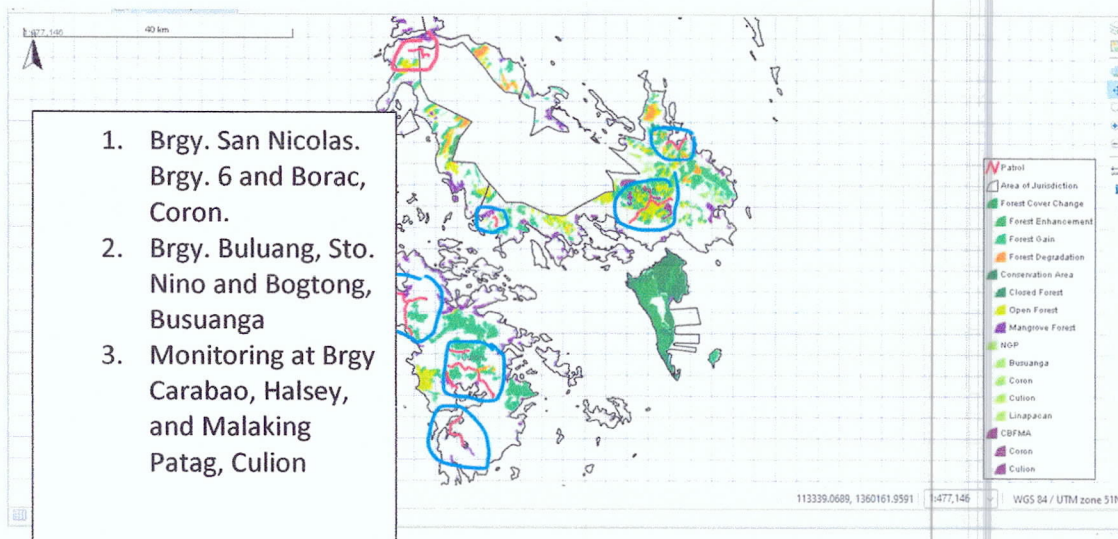 1:477,146
40 km
1. Brgy. San Nicolas.
Brgy. 6 and Borac,
Coron.
2. Brgy. Buluang, Sto.
Nino and Bogtong,
Busuanga
3. Monitoring at Brgy
Carabao, Halsey,
and Malaking
Patag, Culion
Patrol
Area of Jurisdiction
Forest Cover Change
Forest Enhancement
Forest Gain
Forest Degradation
Conservation Area
Closed Forest
Open Forest
Mangrove Forest
NGP
Busuanga
Coron
Culion
Linapacan
CBFMA
Coron
Culion
113339.0689, 1360161.9591 1:477,146 WGS 84 / UTM zone 51N